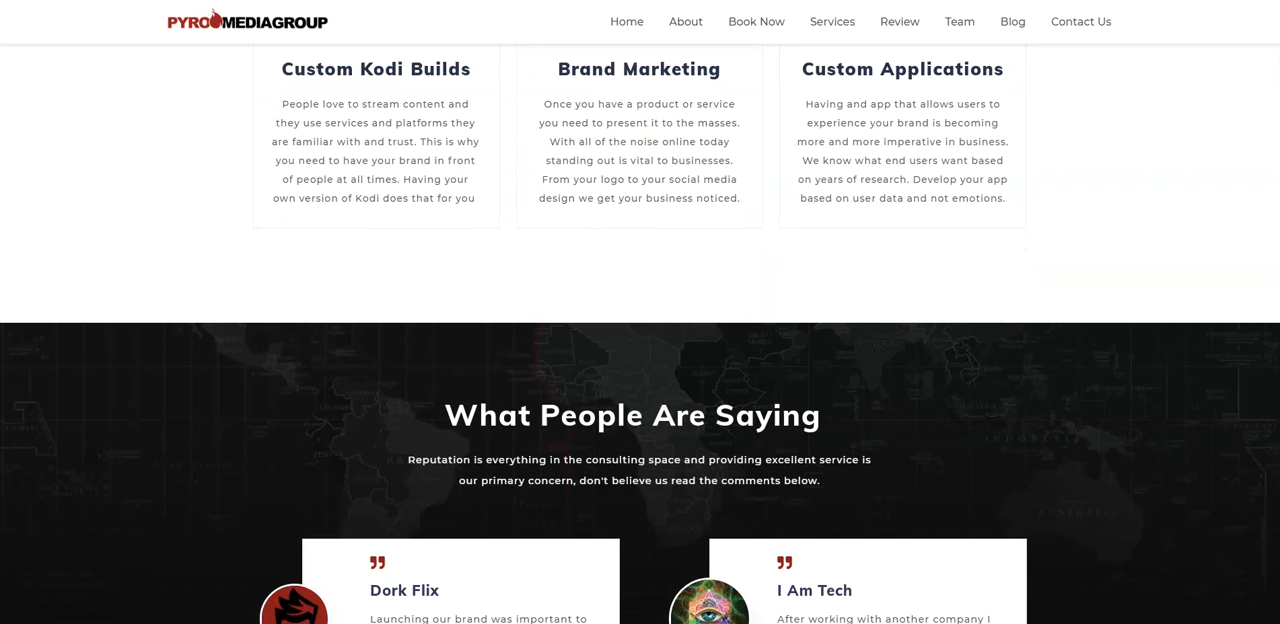 PYROMEDIAGROUP
Home
About
Book Now
Services
Review
Team
Blog
Contact Us
Custom Kodi Builds
People love to stream content and
they use services and platforms they
are familiar with and trust. This is why
you need to have your brand in front
of people at all times. Having your
own version of Kodi does that for you
Brand Marketing
Once you have a product or service
you need to present it to the masses.
With all of the noise online today
standing out is vital to businesses.
From your logo to your social media
design we get your business noticed.
Custom Applications
Having and app that allows users to
experience your brand is becoming
more and more imperative in business.
We know what end users want based
on years of research. Develop your app
based on user data and not emotions.
What People Are Saying
Reputation is everything in the consulting space and providing excellent service is
our primary concern, don't believe us read the comments below.
Dork Flix
Launching our brand was important to
I Am Tech
After working with another company I